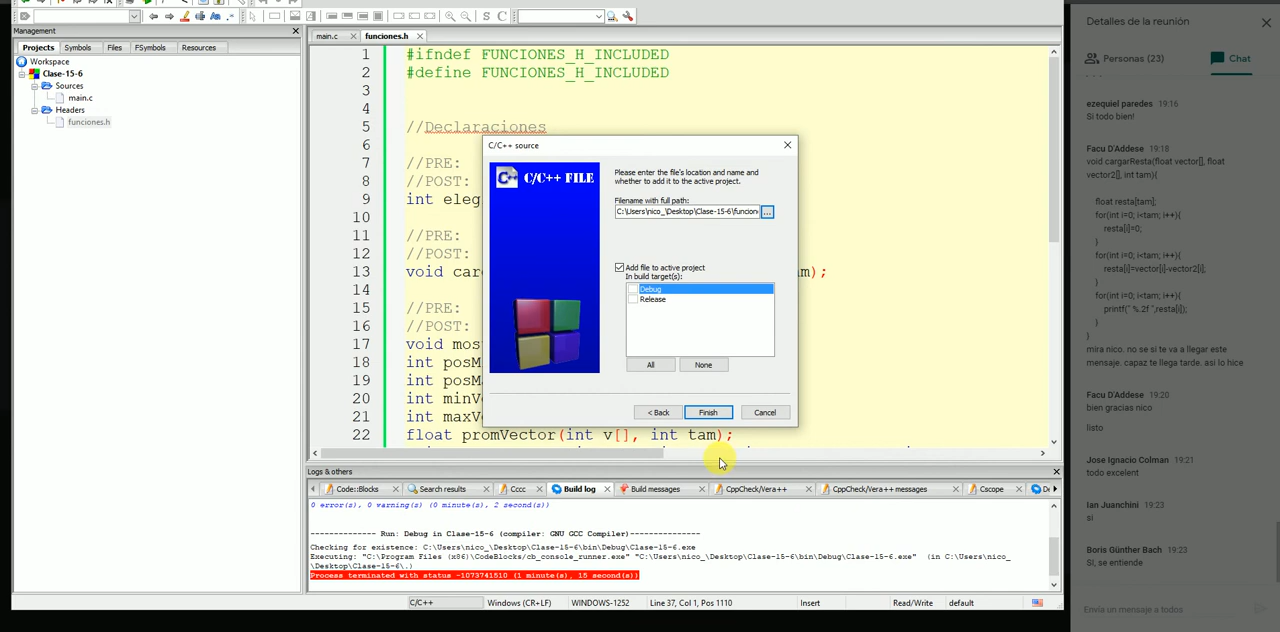 Management
Projects
Symbols
Files
FSymbols
Resources
Workspace
Clase-15-6
Sources
main.c
Headers
funciones.h
main.c
funciones.h
1 #ifndef FUNCIONES_H_INCLUDED
2 #define FUNCIONES_H_INCLUDED
3
4
5 //Declaraciones
6
7 //PRE:
8 //POST:
9 int eleg
10
11 //PRE:
12 //POST:
13 void car
m);
14
15 //PRE:
16 //POST:
17 void mos
18 int posM
19 int posM
20 int minV
21 int maxV
22 float promVector(int v[], int tam);
C/C++ source
C/C++ FILE
Please enter the file's location and name and
whether to add it to the active project.
Filename with full path:
C:\Users\nico_\Desktop\Clase-15-6\funcion
...
Add file to active project
In build target(s):
Debug
Release
All
None
< Back
Finish
Cancel
Logs & others
Code::Blocks
Search results
Cccc
Build log
Build messages
CppCheck/Vera++
CppCheck/Vera++ messages
Cscope
0 error(s), 0 warning(s) (0 minute(s), 2 second(s))
-------------- Run: Debug in Clase-15-6 (compiler: GNU GCC Compiler)---------------
Checking for existence: C:\Users\nico_\Desktop\Clase-15-6\bin\Debug\Clase-15-6.exe
Executing: "C:\Program Files (x86)\CodeBlocks/cb_console_runner.exe" "C:\Users\nico_\Desktop\Clase-15-6\bin\Debug\Clase-15-6.exe" (in C:\Users\nico_
\Desktop\Clase-15-6\.)
Process terminated with status -1073741510 (1 minute(s), 15 second(s))
C/C++
Windows (CR+LF)
WINDOWS-1252
Line 37, Col 1, Pos 1110
Insert
Read/Write
default
Detalles de la reunión
Personas (23)
Chat
ezequiel paredes 19:16
Si todo bien!
Facu D'Addese 19:18
void cargarResta(float vector[], float
vector2[], int tam){
float resta[tam];
for(int i=0; i<tam; i++){
resta[i]=0;
}
for(int i=0; i<tam; i++){
resta[i]=vector[i]-vector2[i],
}
for(int i=0; i<tam; i++){
printf(" %.2f ",resta[i]);
}
}
mira nico. no se si te va a llegar este
mensaje. capaz te llega tarde. asi lo hice
Facu D'Addese 19:20
bien gracias nico
listo
Jose Ignacio Colman 19:21
todo excelent
Ian Juanchini 19:23
si
Boris Günther Bach 19:23
SI, se entiende
Envía un mensaje a todos